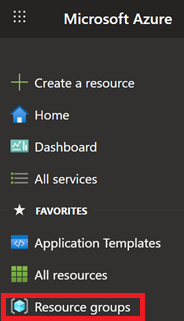 Microsoft Azure
Create a resource
Home
Dashboard
All services
FAVORITES
Application Templates
All resources
Resource groups